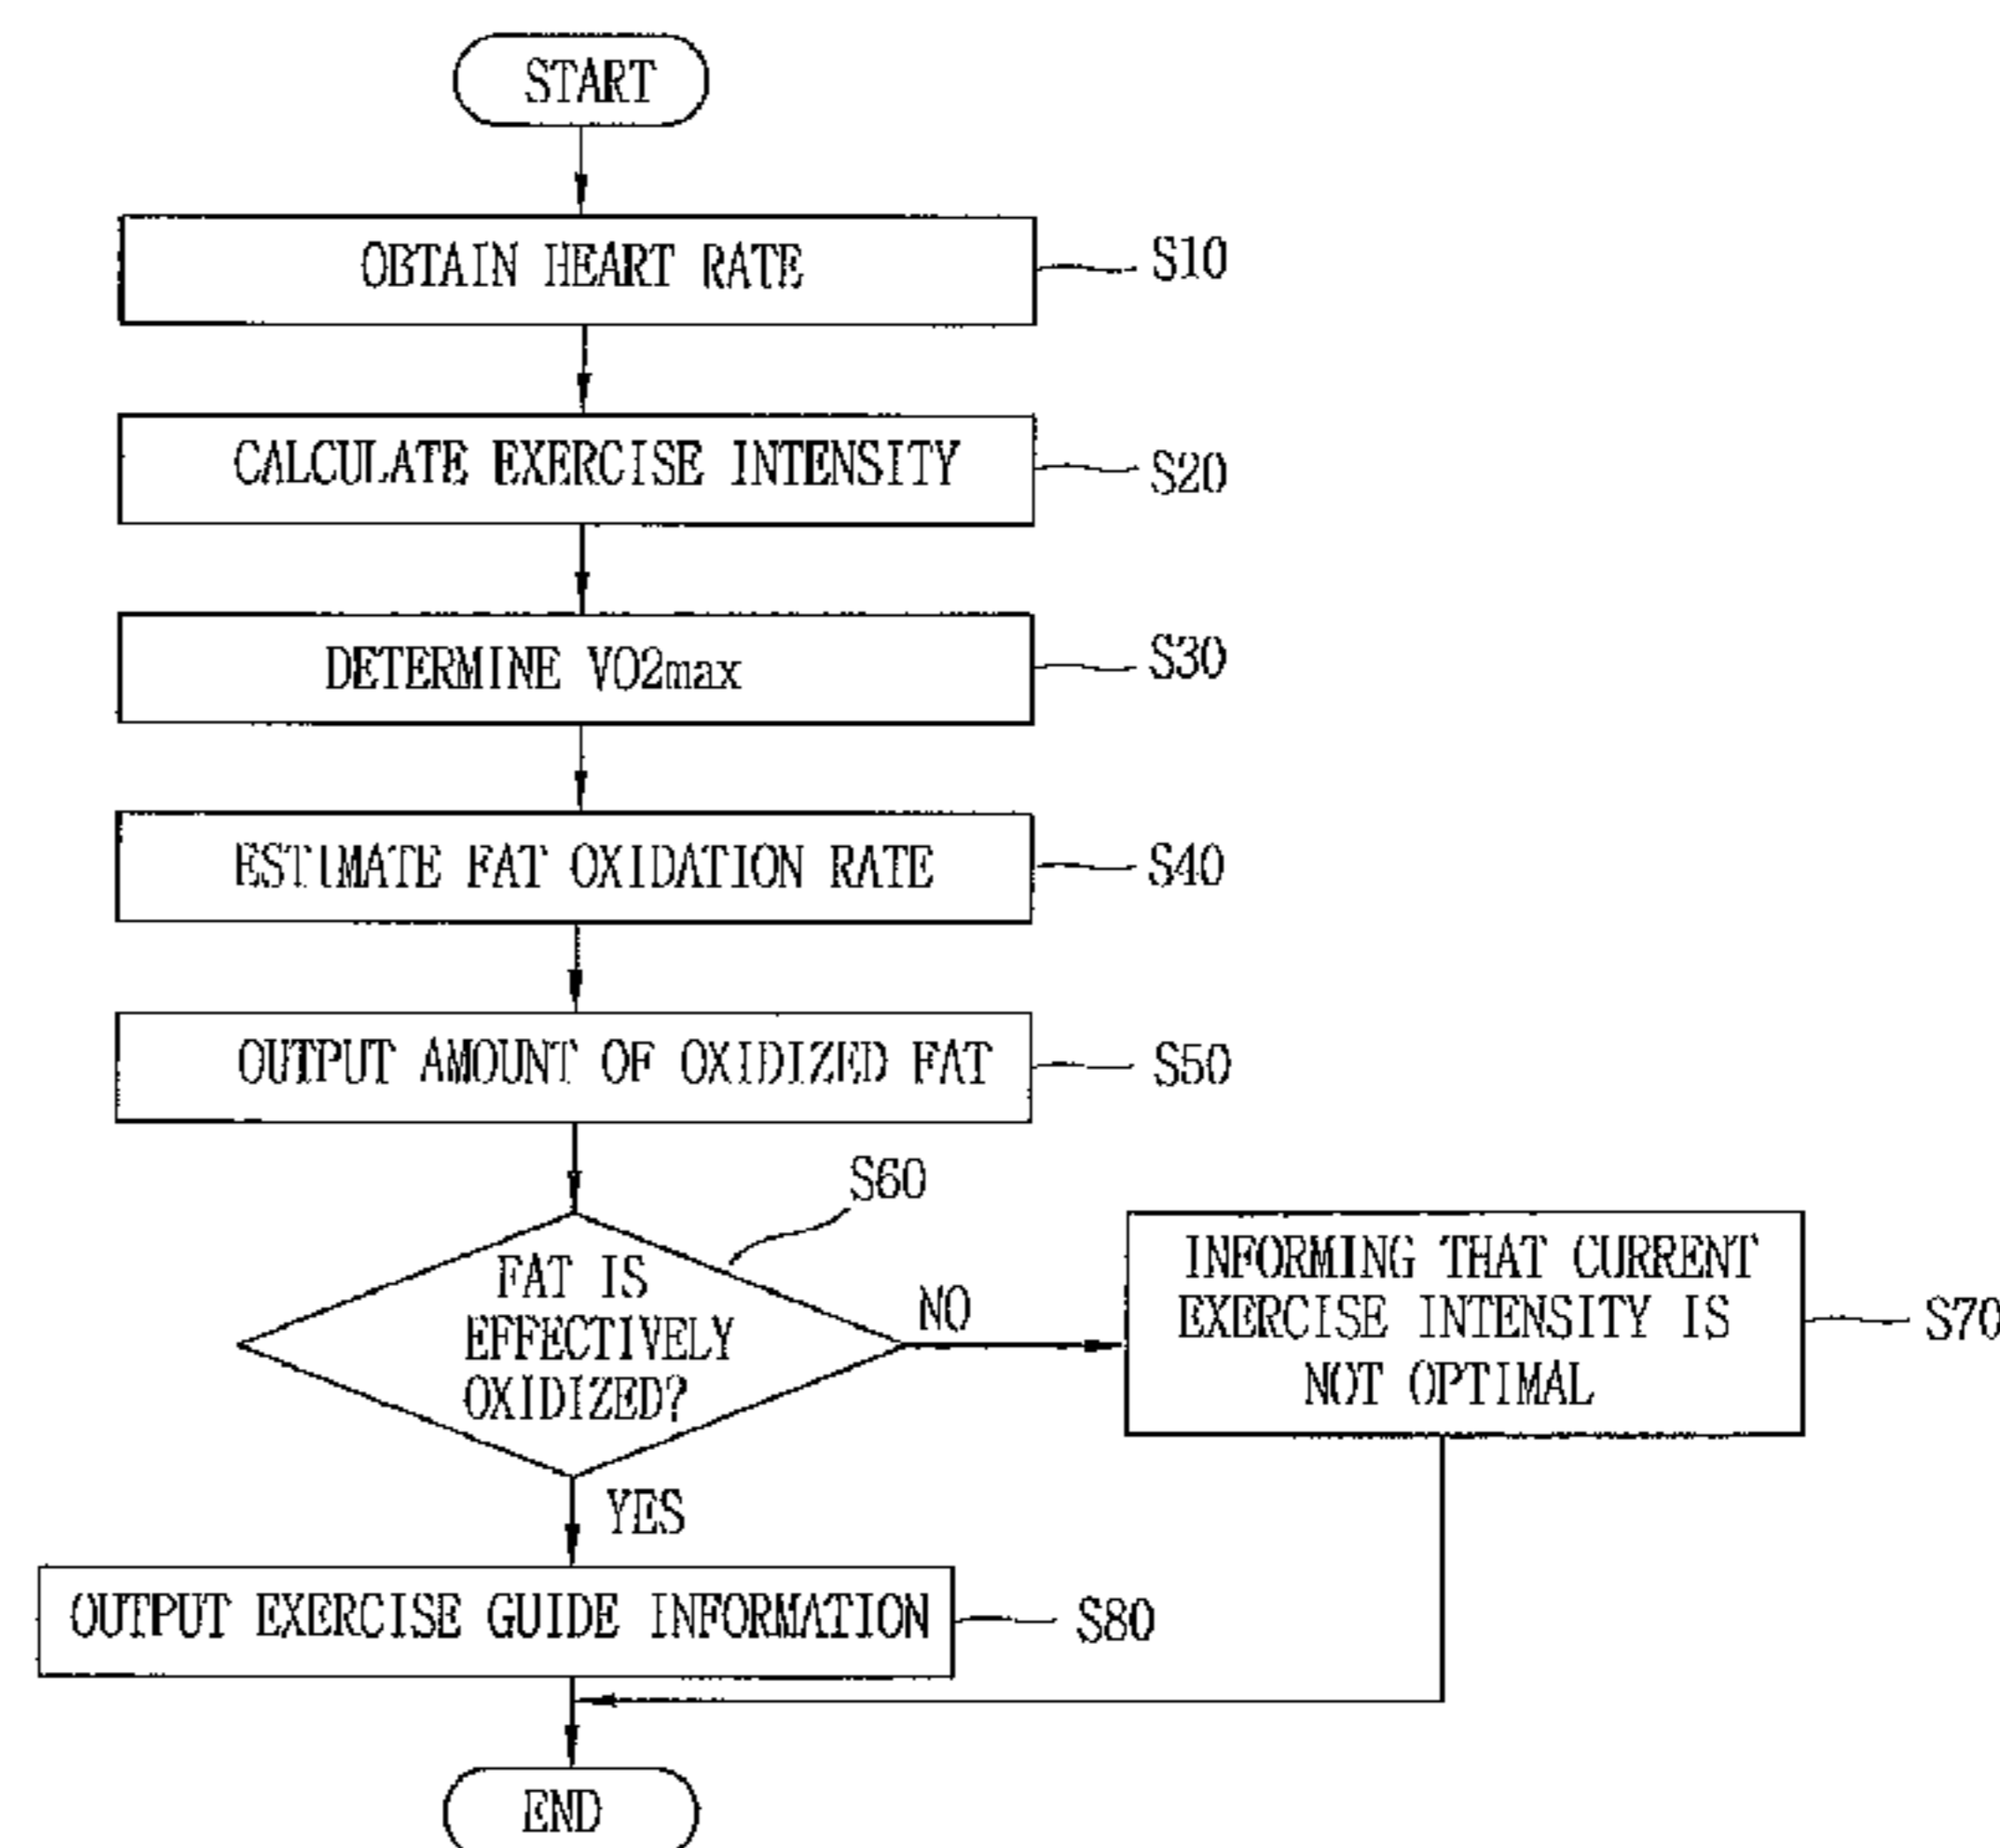 START
OBTAIN HEART RATE
S10
CALCULATE EXERCISE INTENSITY
S20
DETERMINE VO2max
S30
ESTIMATE FAT OXIDATION RATE
S40
OUTPUT AMOUNT OF OXIDIZED FAT
S50
S60
FAT IS
EFFECTIVELY
OXIDIZED?
NO
INFORMING THAT CURRENT
EXERCISE INTENSITY IS
NOT OPTIMAL
S70
YES
OUTPUT EXERCISE GUIDE INFORMATION
S80
END